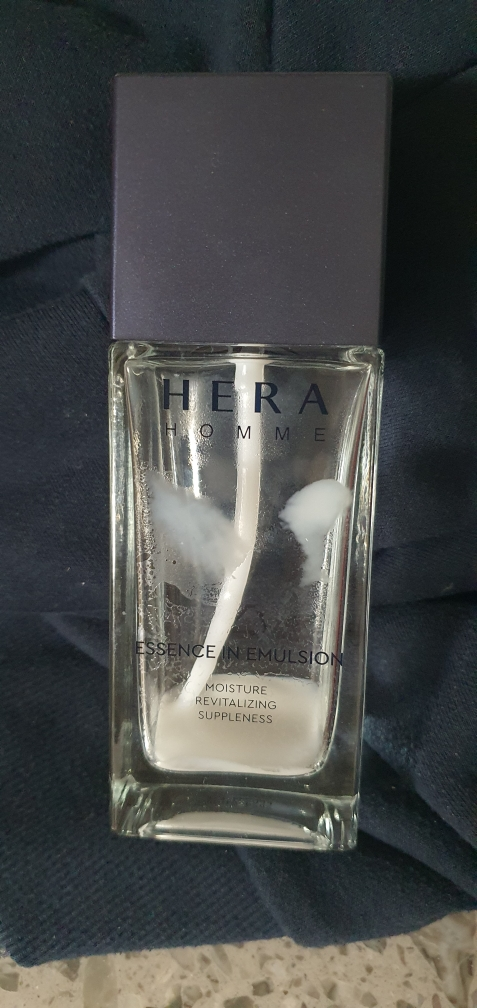 HERA
HOMME
ESSENCE IN EMULSION
MOISTURE
REVITALIZING
SUPPLENESS